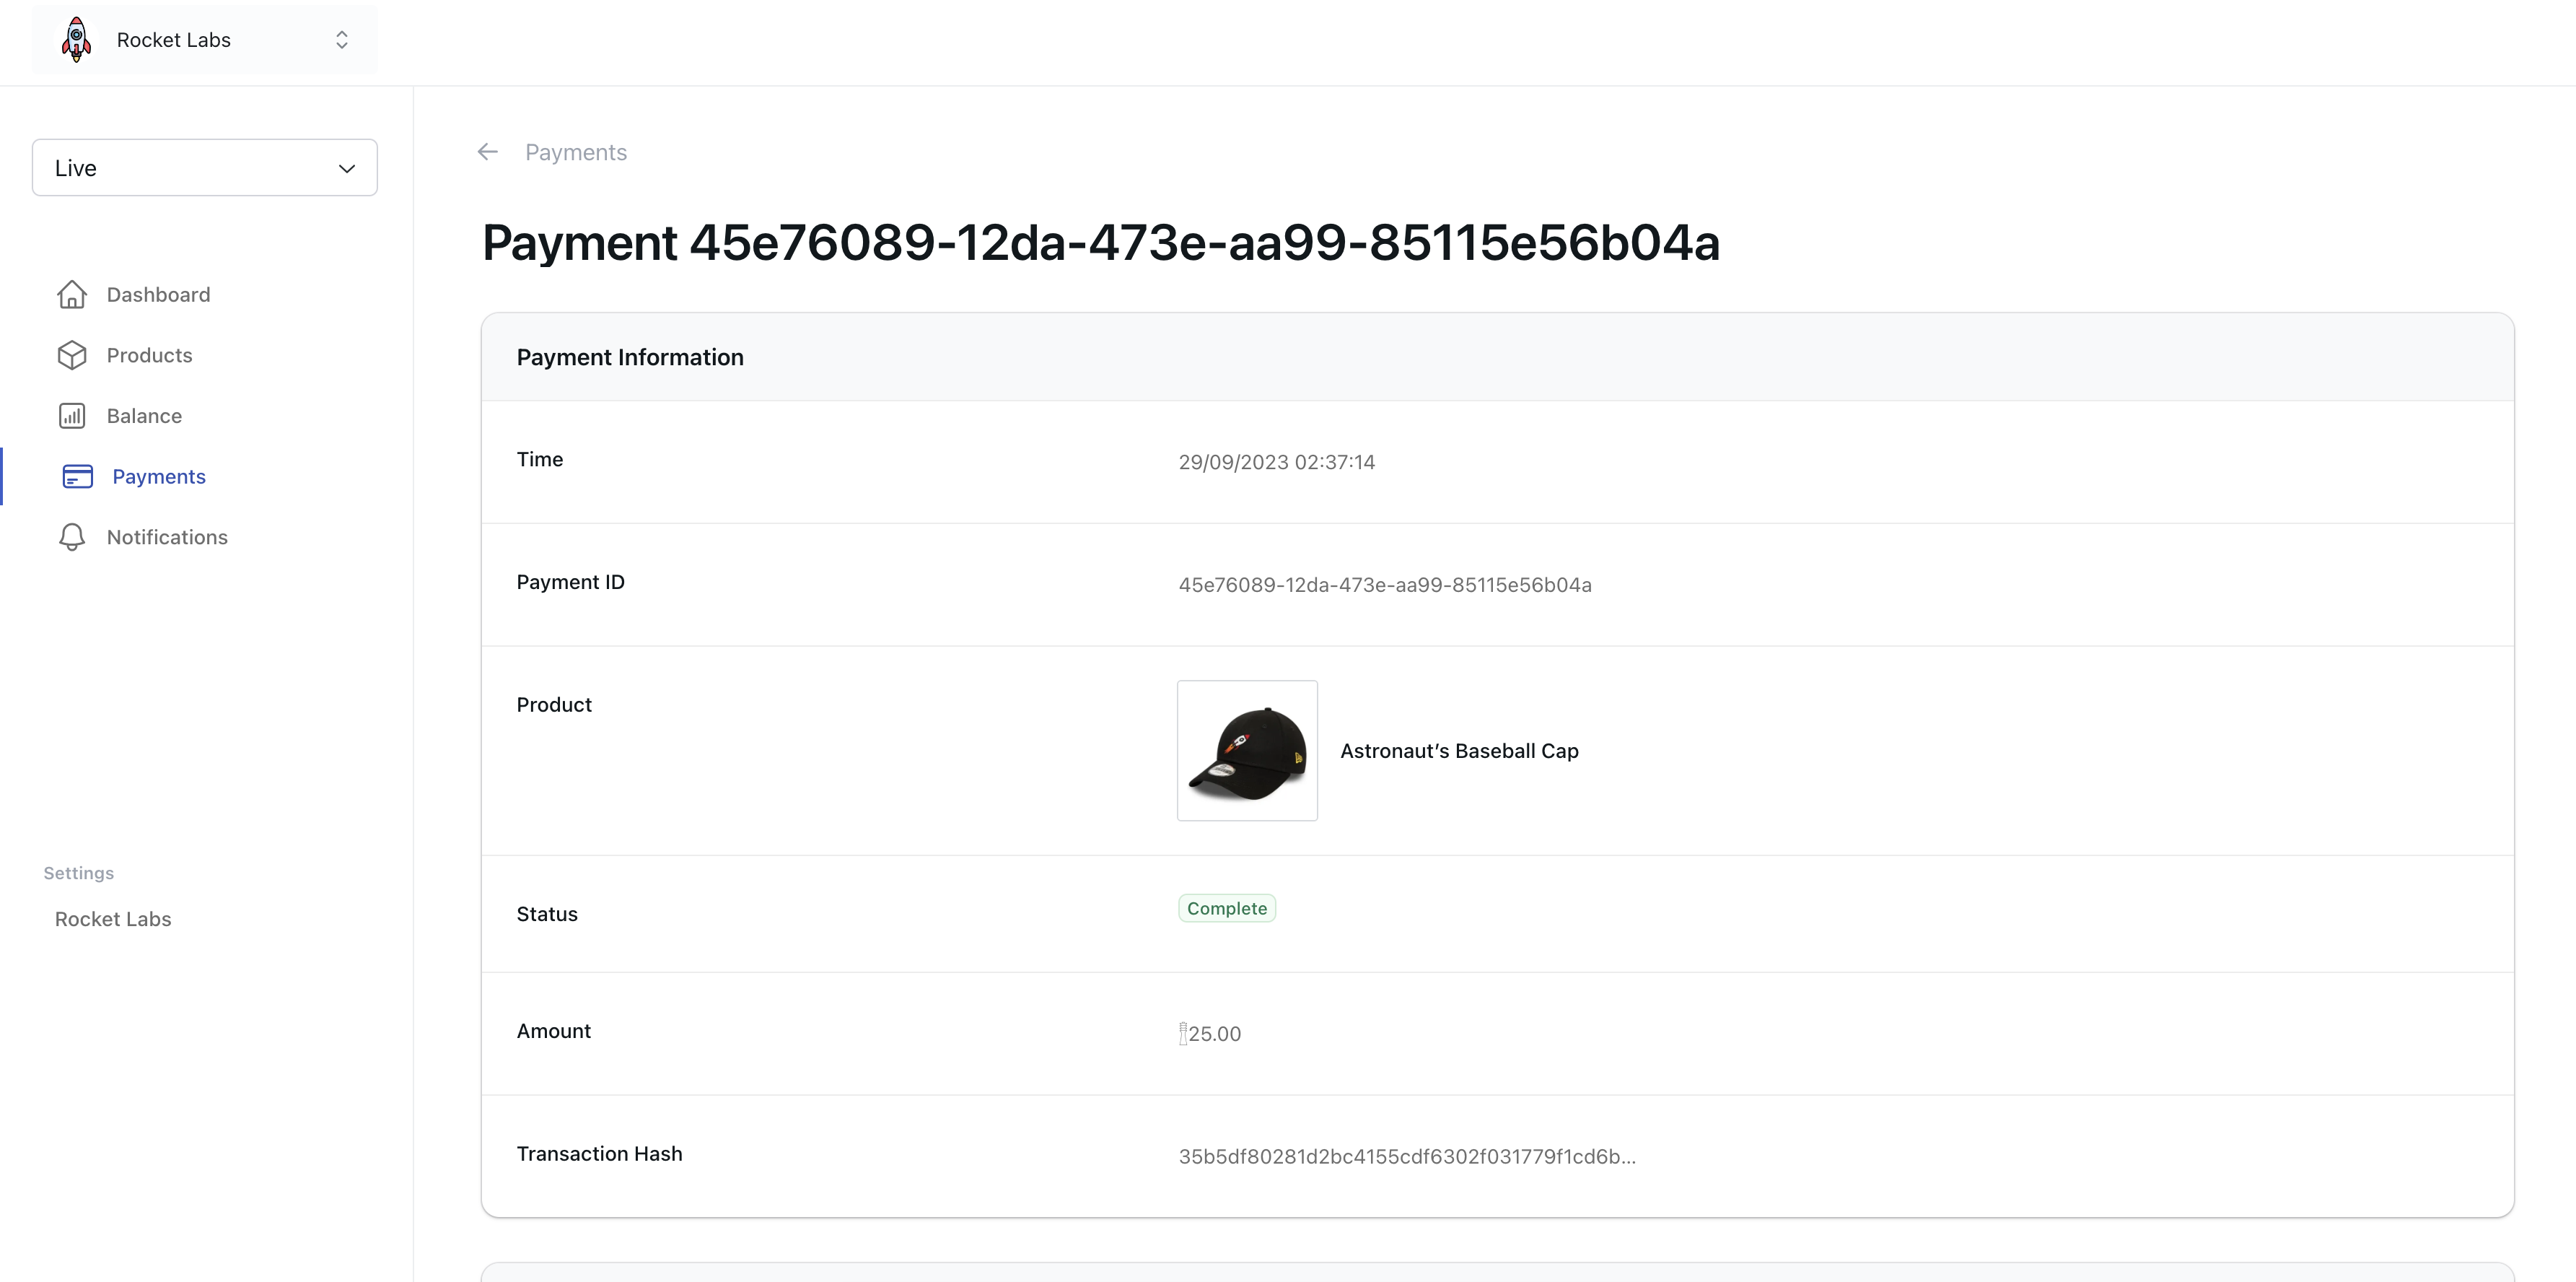 Rocket Labs
Live
Dashboard
Products
Balance
Payments
Notifications
Settings
Rocket Labs
Payments
Payment 45e76089-12da-473e-aa99-85115e56b04a
Payment Information
Time
29/09/2023 02:37:14
Payment ID
45e76089-12da-473e-aa99-85115e56b04a
Product
Astronaut’s Baseball Cap
Status
Complete
Amount
25.00
Transaction Hash
35b5df80281d2bc4155cdf6302f031779f1cd6b...